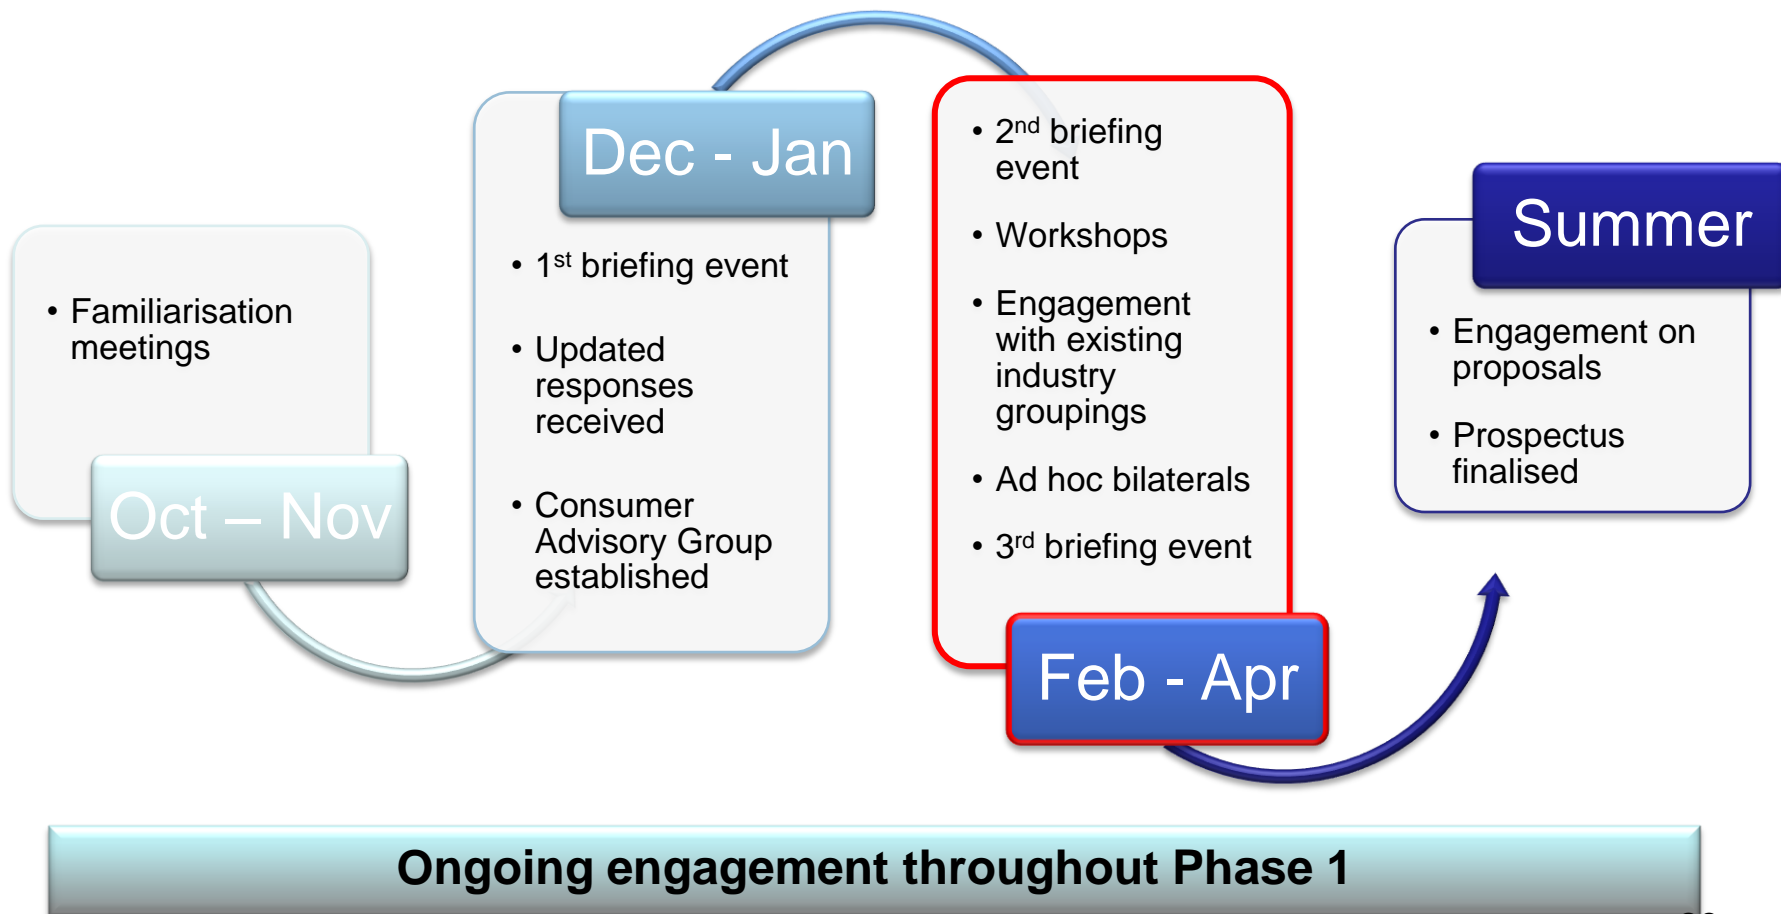 • Familiarisation
meetings
Oct – Nov
Dec - Jan
• 1st briefing event
• Updated
responses
received
• Consumer
Advisory Group
established
• 2nd briefing
event
• Workshops
• Engagement
with existing
industry
groupings
• Ad hoc bilaterals
• 3rd briefing event
Feb - Apr
Summer
• Engagement on
proposals
• Prospectus
finalised
Ongoing engagement throughout Phase 1